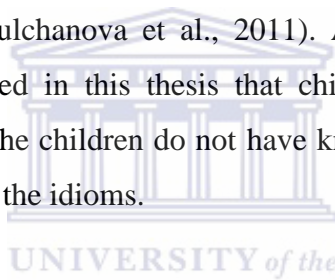 ulchanova et al., 2011). A
ed in this thesis that chi
he children do not have k
the idioms.
UNIVERSITY of the